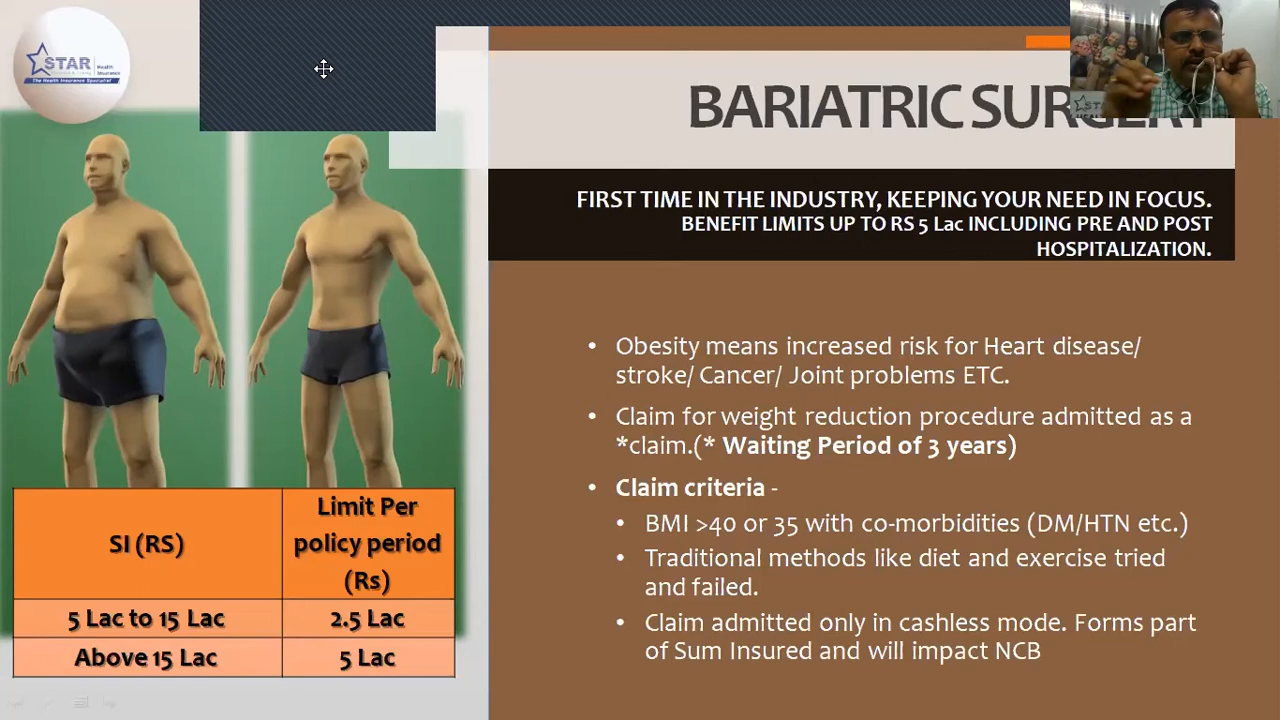 STAR Health Insurance
The Health Insurance Specialist
BARIATRIC SURGERY
FIRST TIME IN THE INDUSTRY, KEEPING YOUR NEED IN FOCUS.
BENEFIT LIMITS UP TO RS 5 Lac INCLUDING PRE AND POST
HOSPITALIZATION.
• Obesity means increased risk for Heart disease/
stroke/ Cancer/ Joint problems ETC.
• Claim for weight reduction procedure admitted as a
*claim.(* Waiting Period of 3 years)
• Claim criteria -
• BMI >40 or 35 with co-morbidities (DM/HTN etc.)
• Traditional methods like diet and exercise tried
and failed.
• Claim admitted only in cashless mode. Forms part
of Sum Insured and will impact NCB
SI (RS)
Limit Per
policy period
(Rs)
5 Lac to 15 Lac
2.5 Lac
Above 15 Lac
5 Lac